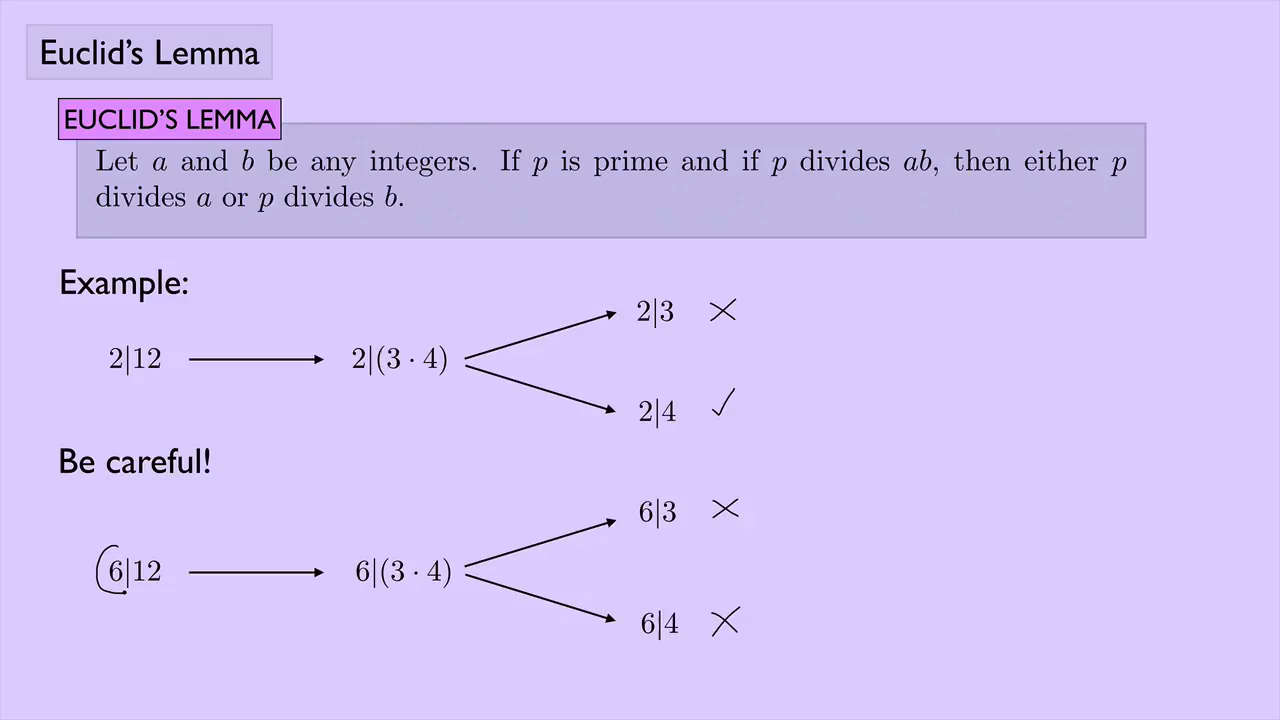 Euclid's Lemma
EUCLID'S LEMMA
Let a and b be any integers. If p is prime and if p divides ab, then either p
divides a or p divides b.
Example:
2|3
2|12
2|(3 · 4)
2|4
Be careful!
6|3
6|12
6|(3 · 4)
6|4